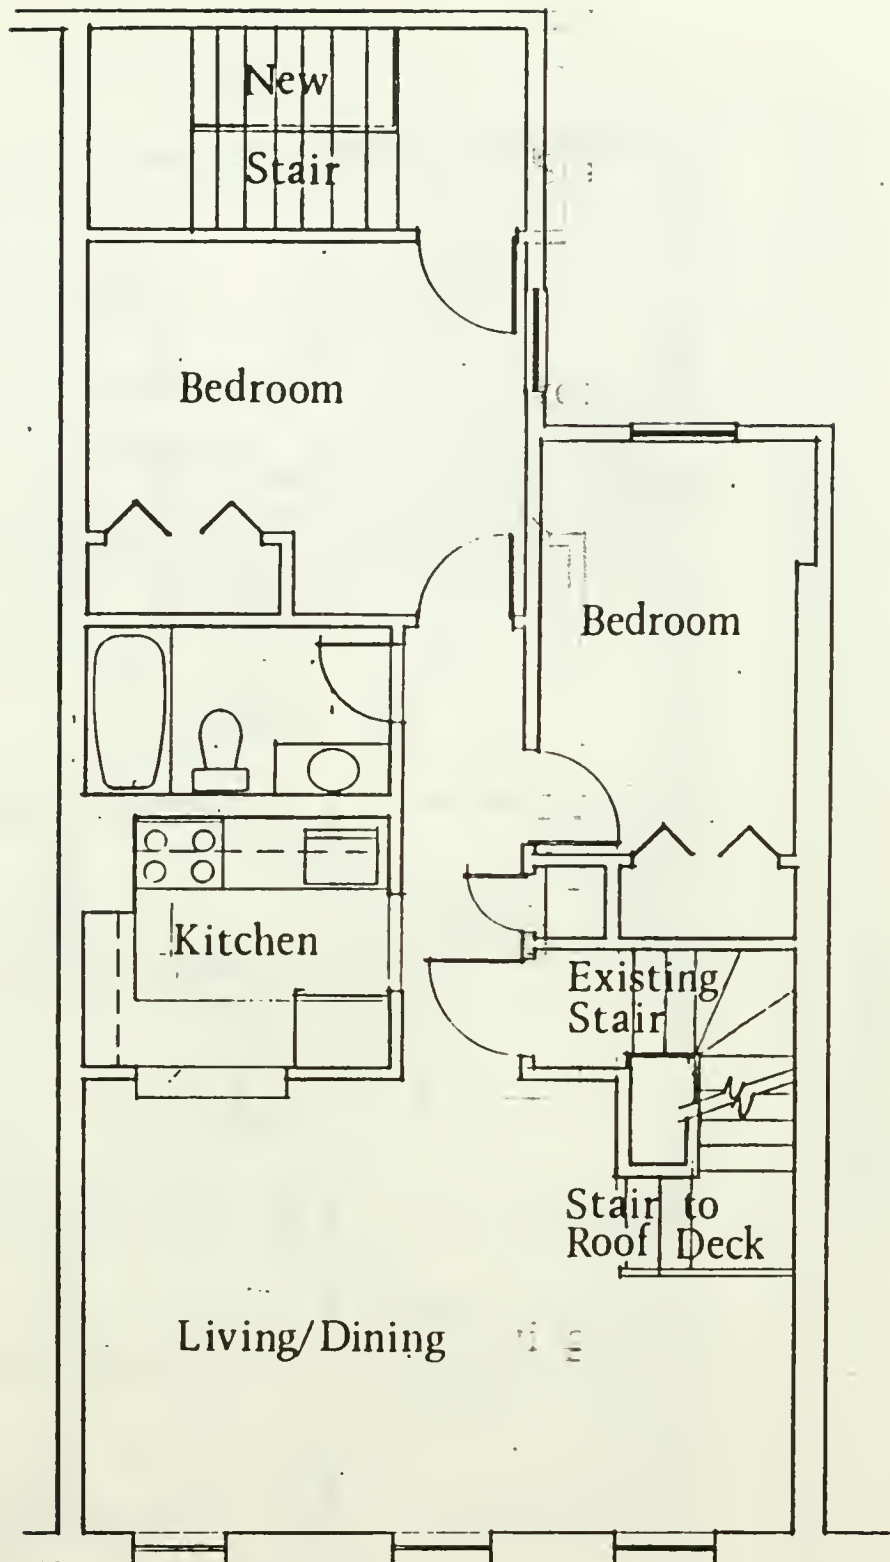 New
Stair
Bedroom
Bedroom
Kitchen
Existing
Stair
Stair to
Roof Deck
Living/Dining